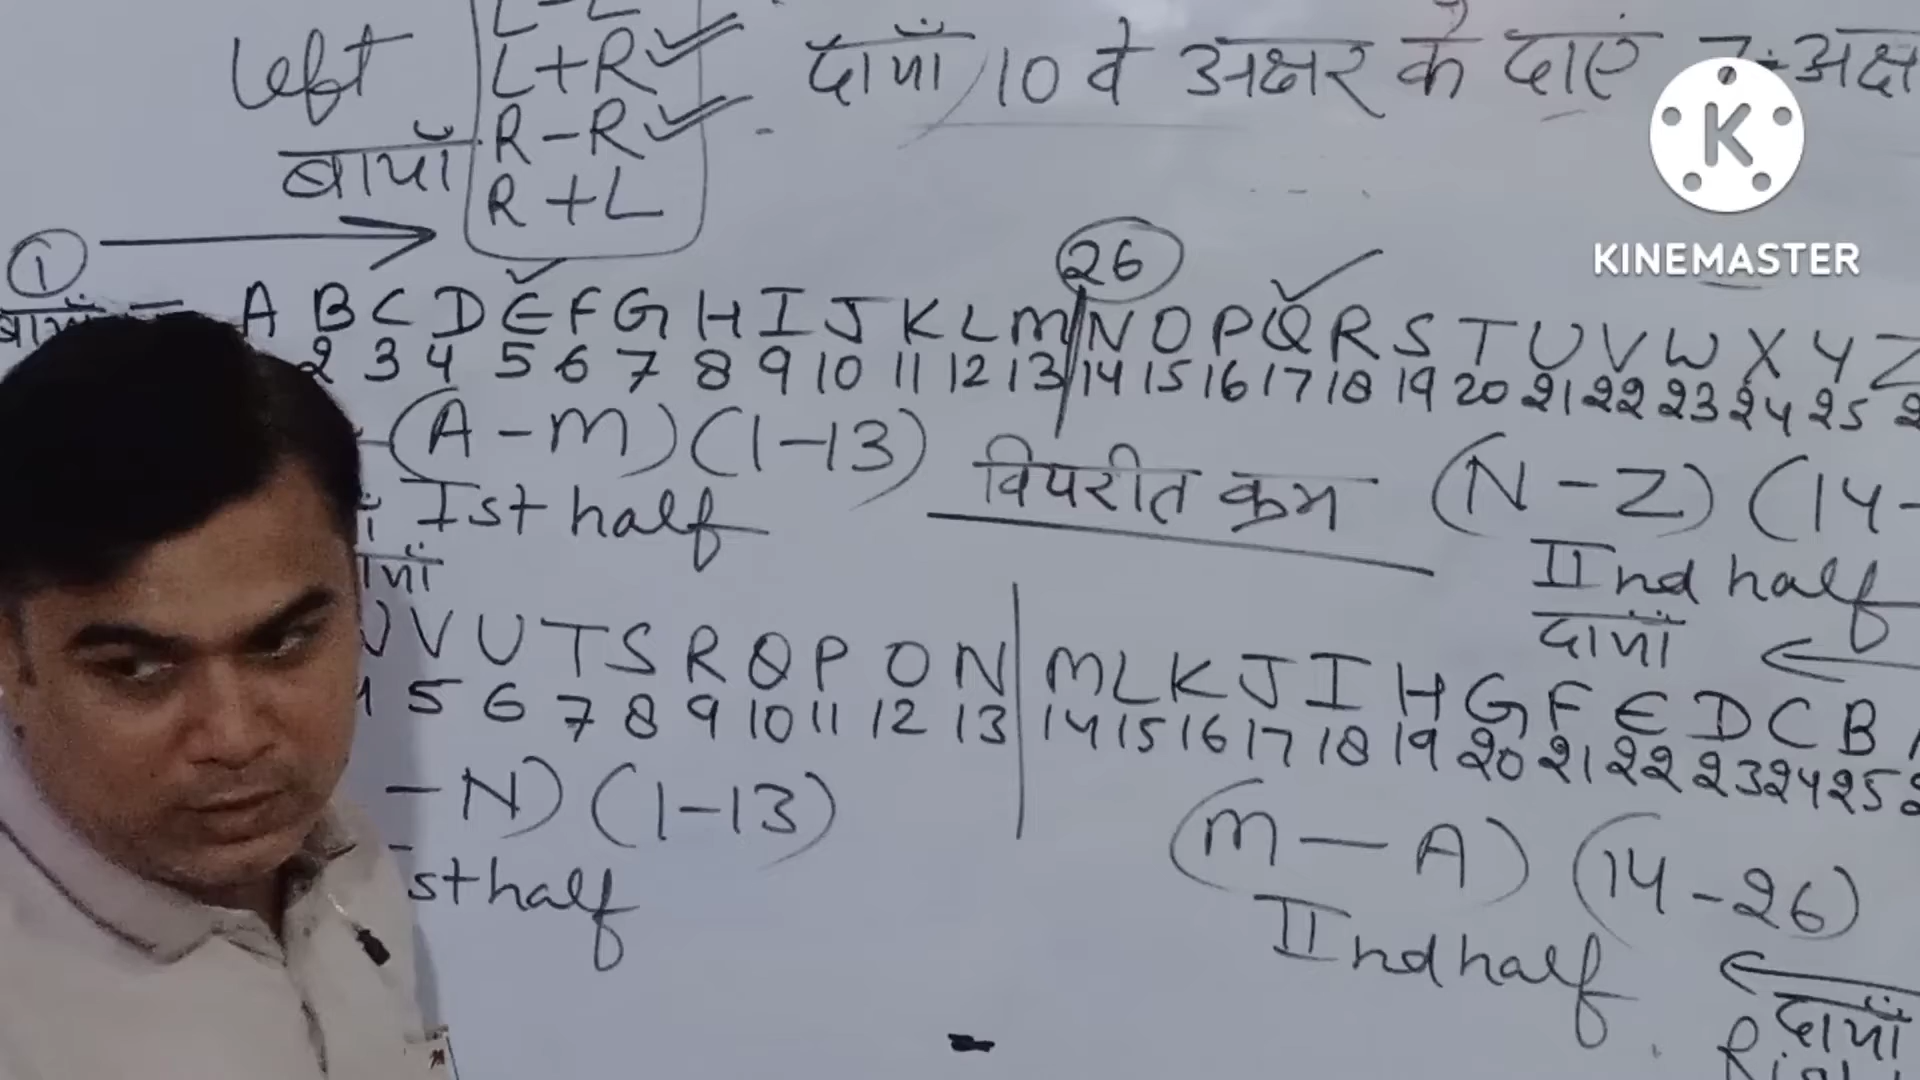 L-L
left L+R दायाँ 10 वे अक्षर के दाएं 7 अक्ष
बायाँ R-R
R+L
KINEMASTER
1 26
A B C D E F G H I J K L M N O P Q R S T U V W X Y Z
2 3 4 5 6 7 8 9 10 11 12 13 14 15 16 17 18 19 20 21 22 23 24 25 2
(A-M) (1-13) विपरीत क्रम (N-Z) (14-
Ist half IInd half
दायाँ
V U T S R Q P O N M L K J I H G F E D C B
5 6 7 8 9 10 11 12 13 14 15 16 17 18 19 20 21 22 23 24 25 2
-N) (1-13) (M-A) (14-26)
st half IInd half
दायाँ